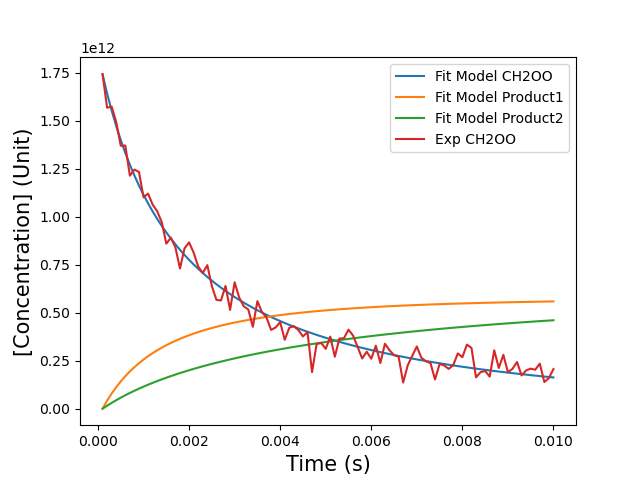 1e12
Fit Model CH2OO
Fit Model Product1
Fit Model Product2
Exp CH2OO
[Concentration] (Unit)
1.75
1.50
1.25
1.00
0.75
0.50
0.25
0.00
0.000 0.002 0.004 0.006 0.008 0.010
Time (s)